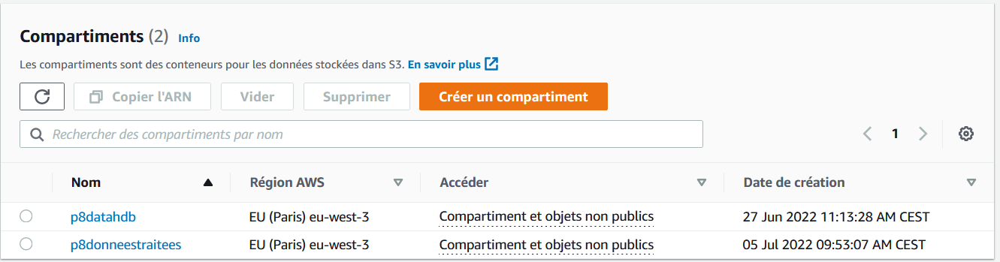 Compartiments (2) Info
Les compartiments sont des conteneurs pour les données stockées dans S3. En savoir plus
Copier l'ARN Vider Supprimer Créer un compartiment
Rechercher des compartiments par nom 1
Nom Région AWS Accéder Date de création
p8datahdb EU (Paris) eu-west-3 Compartiment et objets non publics 27 Jun 2022 11:13:28 AM CEST
p8donneestraitees EU (Paris) eu-west-3 Compartiment et objets non publics 05 Jul 2022 09:53:07 AM CEST